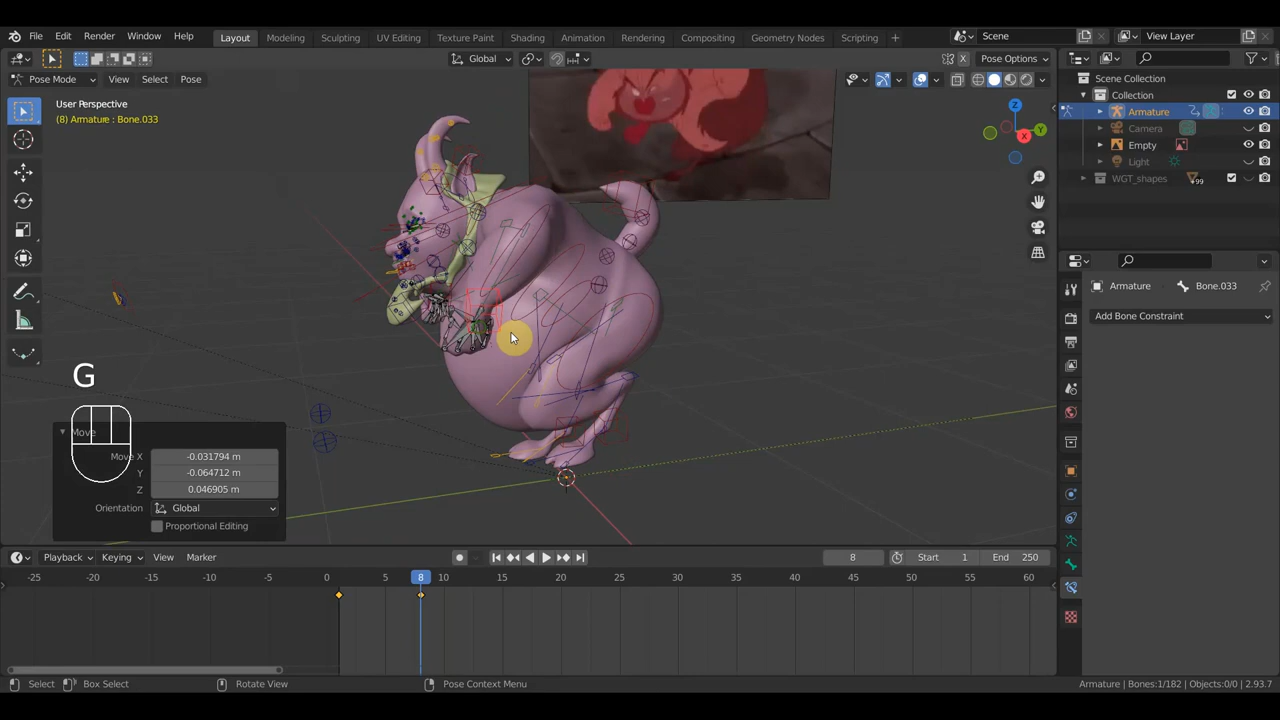 File Edit Render Window Help Layout Modeling Sculpting UV Editing Texture Paint Shading Animation Rendering Compositing Geometry Nodes Scripting + Scene View Layer
Global X Pose Options
Pose Mode View Select Pose
User Perspective
(8) Armature : Bone.033
Z
Y
X
Scene Collection
Collection
Armature
Camera
Empty
Light
WGT_shapes 99
Armature Bone.033
Add Bone Constraint
G
Move
Move X -0.031794 m
Y -0.064712 m
Z 0.046905 m
Orientation Global
Proportional Editing
Playback Keying View Marker 8 Start 1 End 250
-25 -20 -15 -10 -5 0 5 8 10 15 20 25 30 35 40 45 50 55 60
Select Box Select Rotate View Pose Context Menu Armature | Bones:1/182 | Objects:0/0 | 2.93.7